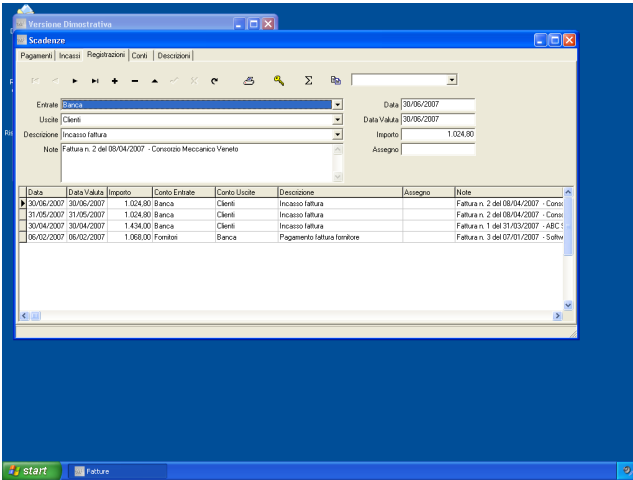 Versione Dimostrativa
Scadenze
Pagamenti Incassi Registrazioni Conti Descrizioni
Entrate Banca Data 30/06/2007
Uscite Clienti Data Valuta 30/06/2007
Descrizione Incasso fattura Importo 1.024,80
Note Fattura n. 2 del 08/04/2007 - Consorzio Meccanico Veneto Assegno
Data Data Valuta Importo Conto Entrate Conto Uscite Descrizione Assegno Note
30/06/2007 30/06/2007 1.024,80 Banca Clienti Incasso fattura Fattura n. 2 del 08/04/2007 - Conso
31/05/2007 31/05/2007 1.024,80 Banca Clienti Incasso fattura Fattura n. 2 del 08/04/2007 - Conso
30/04/2007 30/04/2007 1.434,00 Banca Clienti Incasso fattura Fattura n. 1 del 31/03/2007 - ABC S
06/02/2007 06/02/2007 1.068,00 Fornitori Banca Pagamento fattura fornitore Fattura n. 3 del 07/01/2007 - Softw
start Fatture